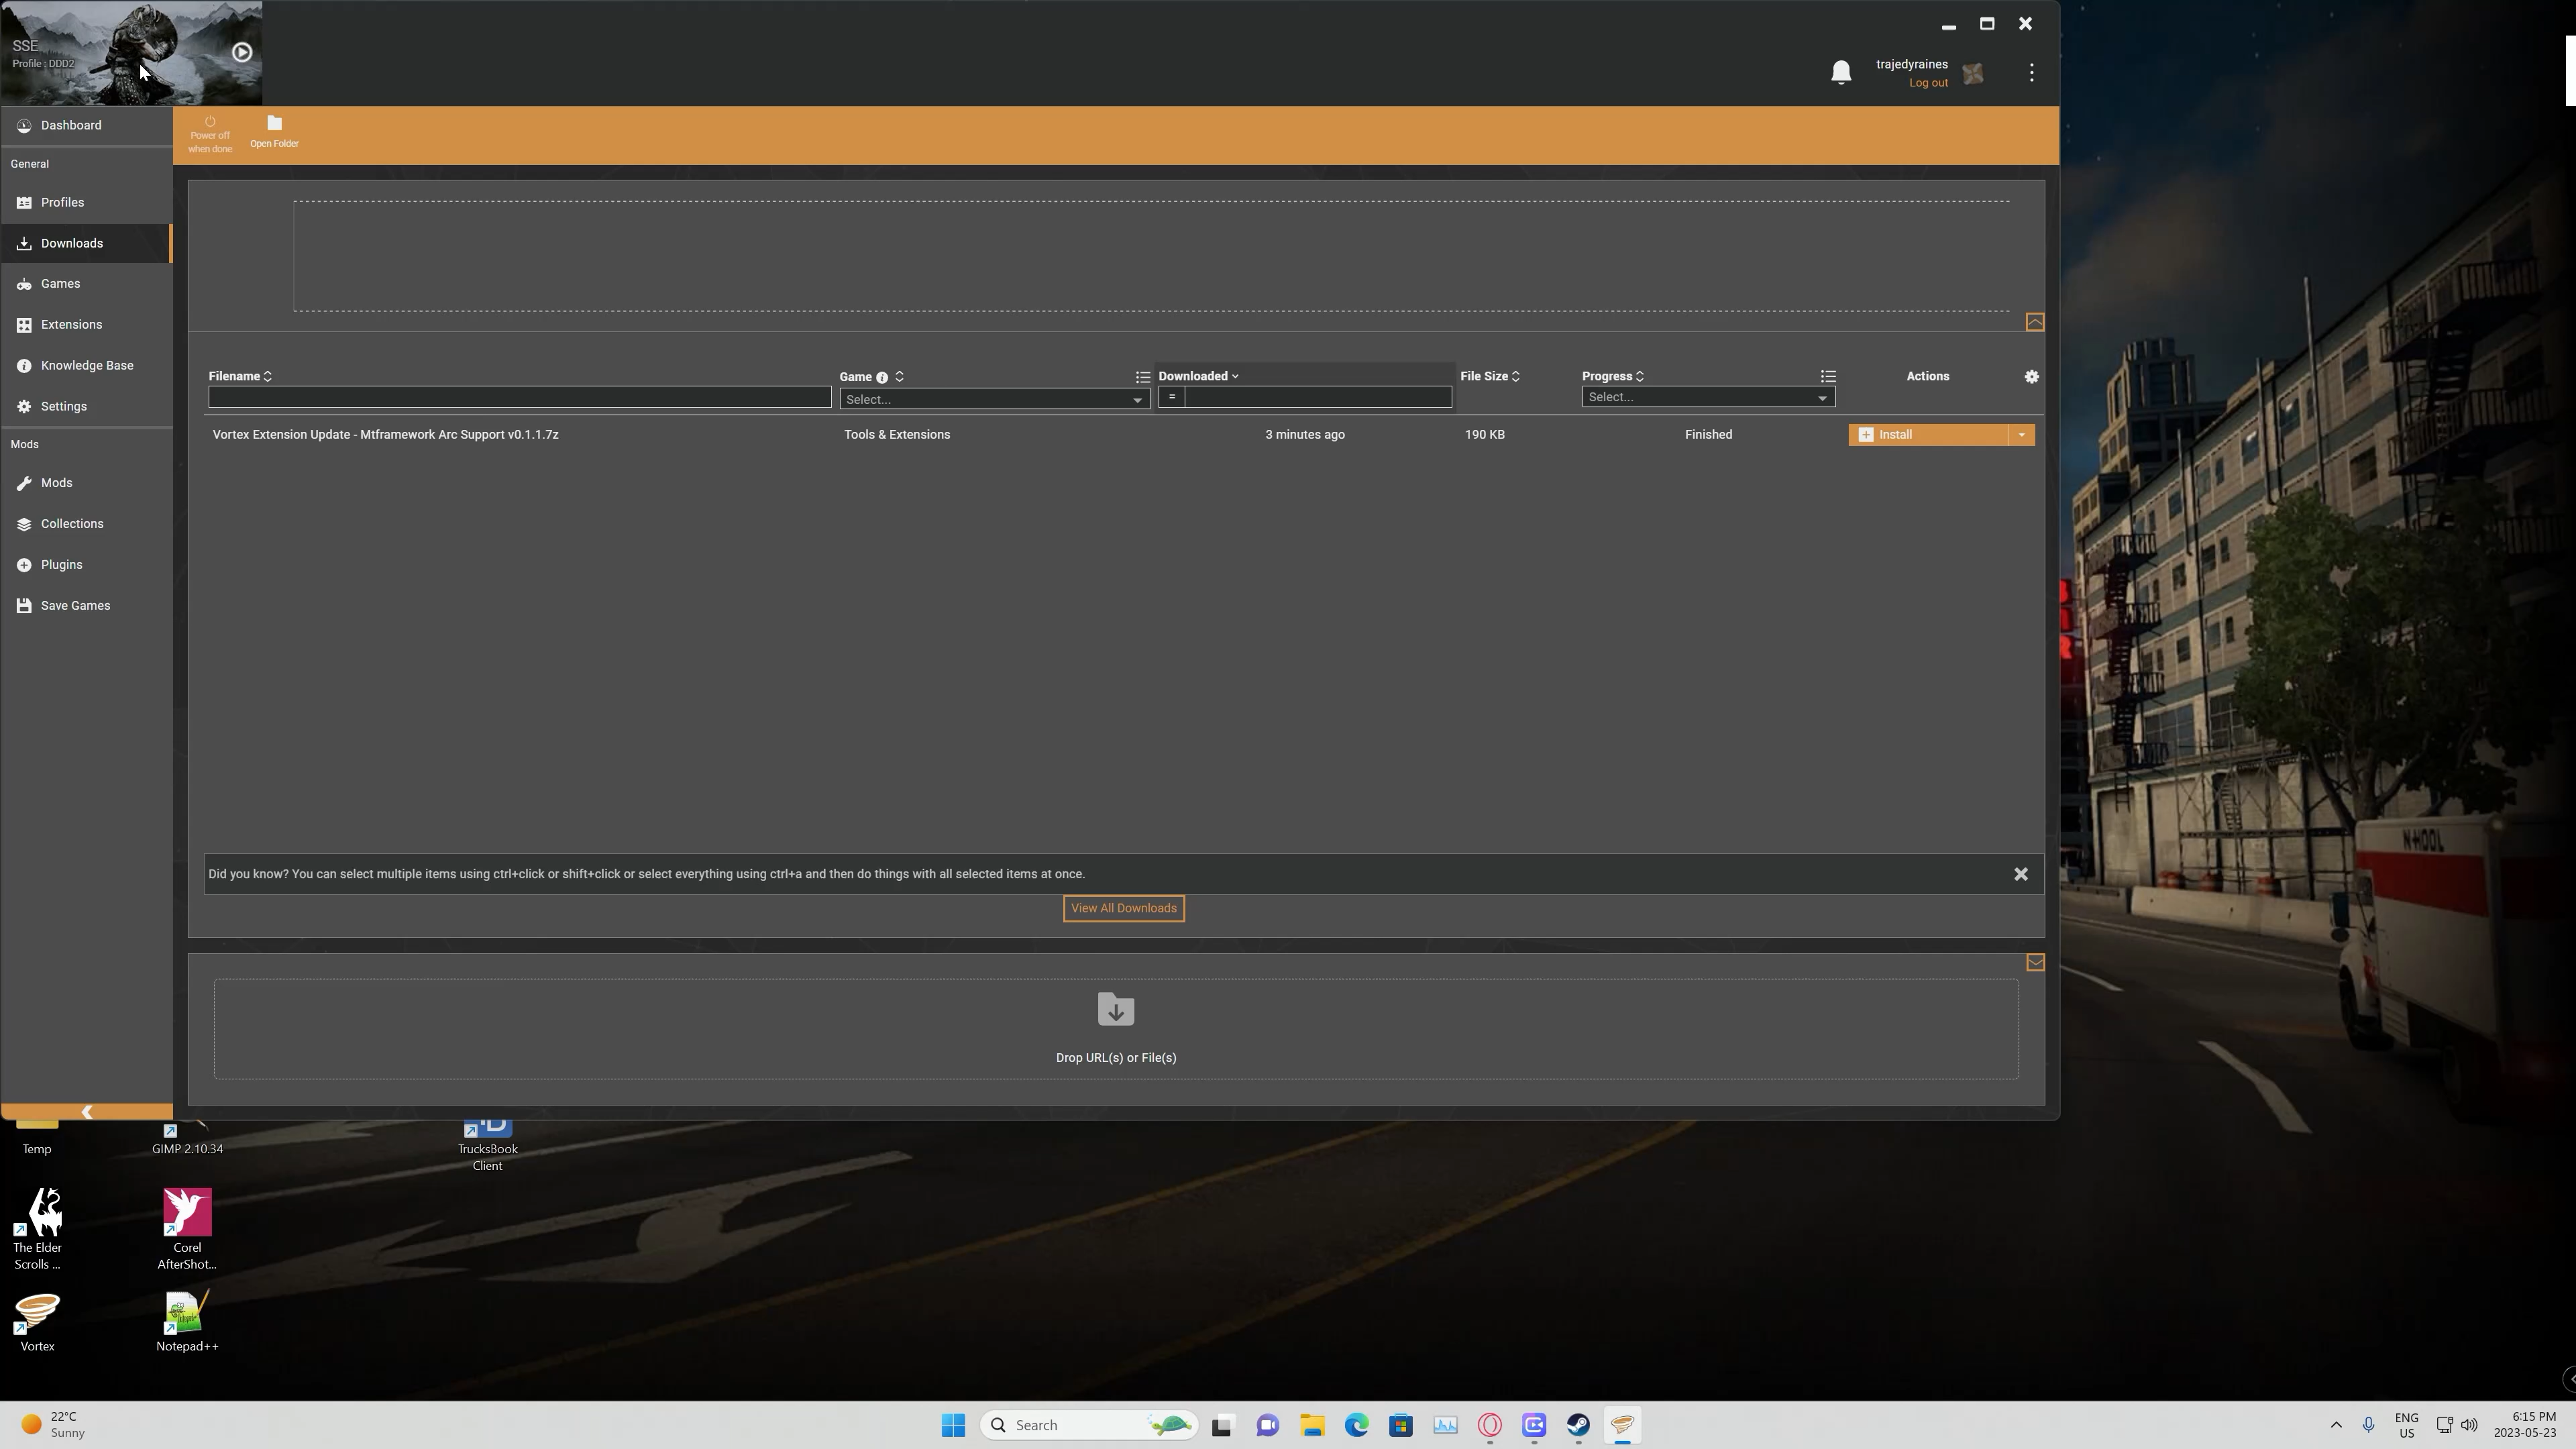 SSE
Profile : DDD2
trajedyraines
Log out
Dashboard
General
Profiles
Downloads
Games
Extensions
Knowledge Base
Settings
Mods
Mods
Collections
Plugins
Save Games
Power off
when done
Open Folder
Filename
Game
Downloaded
File Size
Progress
Actions
Select...
=
Select...
Vortex Extension Update - Mtframework Arc Support v0.1.1.7z
Tools & Extensions
3 minutes ago
190 KB
Finished
Install
Did you know? You can select multiple items using ctrl+click or shift+click or select everything using ctrl+a and then do things with all selected items at once.
View All Downloads
Drop URL(s) or File(s)
Temp
GIMP 2.10.34
TrucksBook
Client
The Elder
Scrolls ...
Corel
AfterShot...
Vortex
Notepad++
22°C
Sunny
Search
ENG
US
6:15 PM
2023-05-23